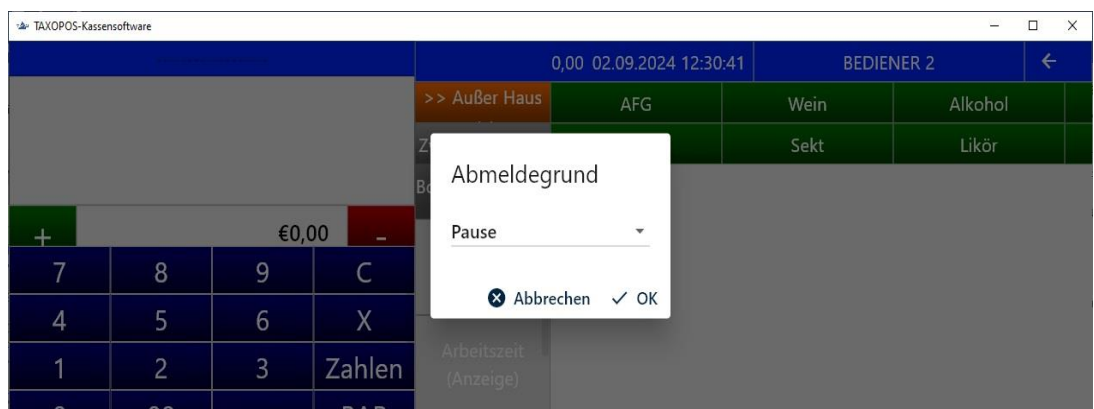 TAXOPOS-Kassensoftware
0,00 02.09.2024 12:30:41 BEDIENER 2
>> Außer Haus AFG Wein Alkohol
Sekt Likör
Abmeldegrund
Pause
+ €0,00 -
7 8 9 C
Abbrechen OK
4 5 6 X
Arbeitszeit
1 2 3 Zahlen
(Anzeige)